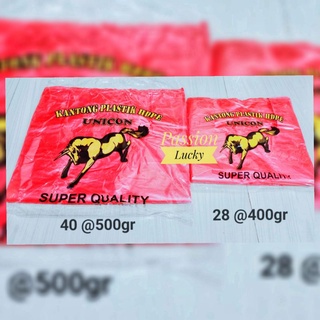 KANTONG PLASTIK HDPE
UNICON
SUPER QUALITY
40 @500gr
KANTONG PLASTIK HDPE
UNICON
SUPER QUALITY
28 @400gr
Passion
Lucky
@500gr
28 @